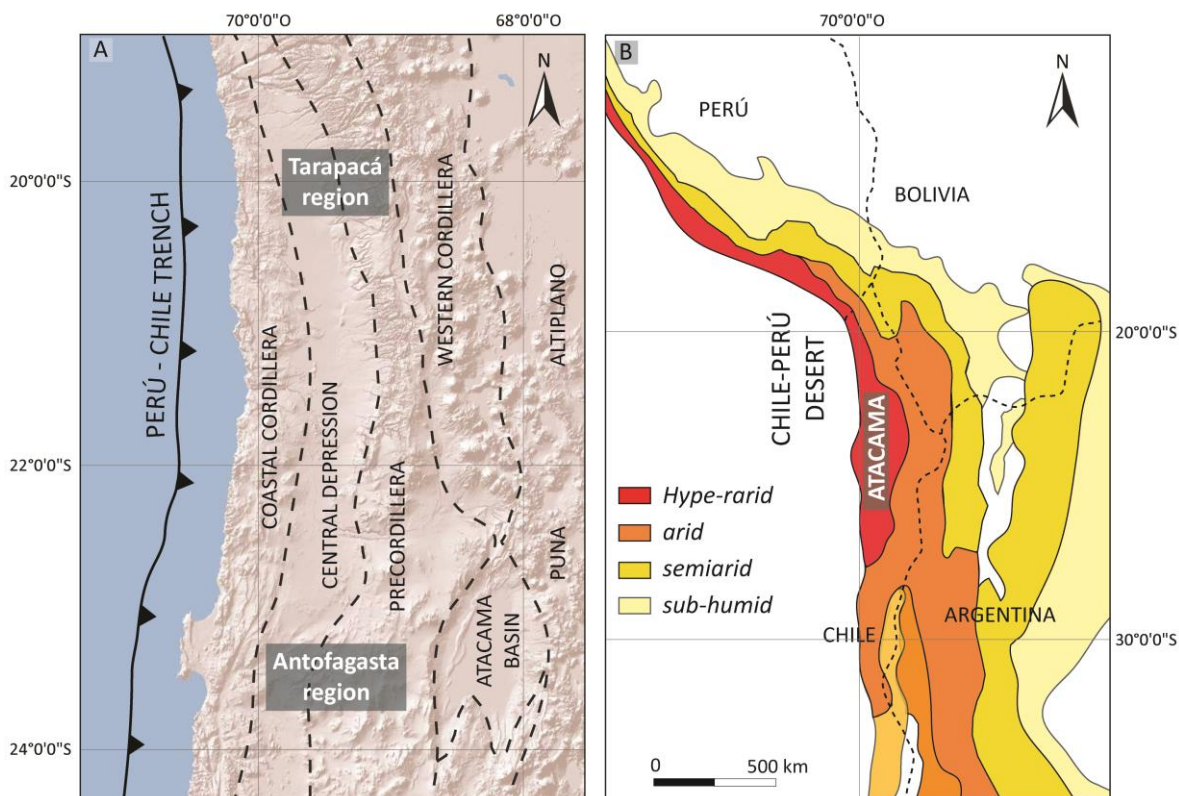 70°0'0"O
68°0'0"O
A
N
20°0'0"S
22°0'0"S
24°0'0"S
PERÚ - CHILE TRENCH
Tarapacá
region
COASTAL CORDILLERA
CENTRAL DEPRESSION
PRECORDILLERA
WESTERN CORDILLERA
ALTIPLANO
PUNA
ATACAMA
BASIN
Antofagasta
region
70°0'0"O
B
N
PERÚ
BOLIVIA
20°0'0"S
CHILE-PERÚ
DESERT
ATACAMA
Hype-rarid
arid
semiarid
sub-humid
ARGENTINA
CHILE
30°0'0"S
0 500 km